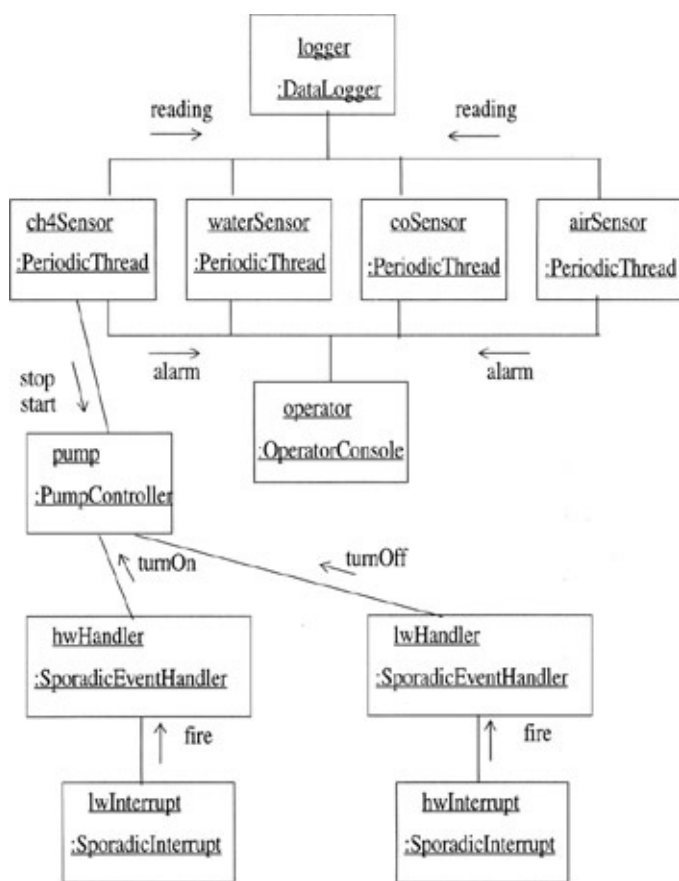 logger
:DataLogger
reading
reading
ch4Sensor
:PeriodicThread
waterSensor
:PeriodicThread
coSensor
:PeriodicThread
airSensor
:PeriodicThread
alarm
alarm
stop
start
operator
:OperatorConsole
pump
:PumpController
turnOn
turnOff
hwHandler
:SporadicEventHandler
lwHandler
:SporadicEventHandler
fire
fire
lwInterrupt
:SporadicInterrupt
hwInterrupt
:SporadicInterrupt